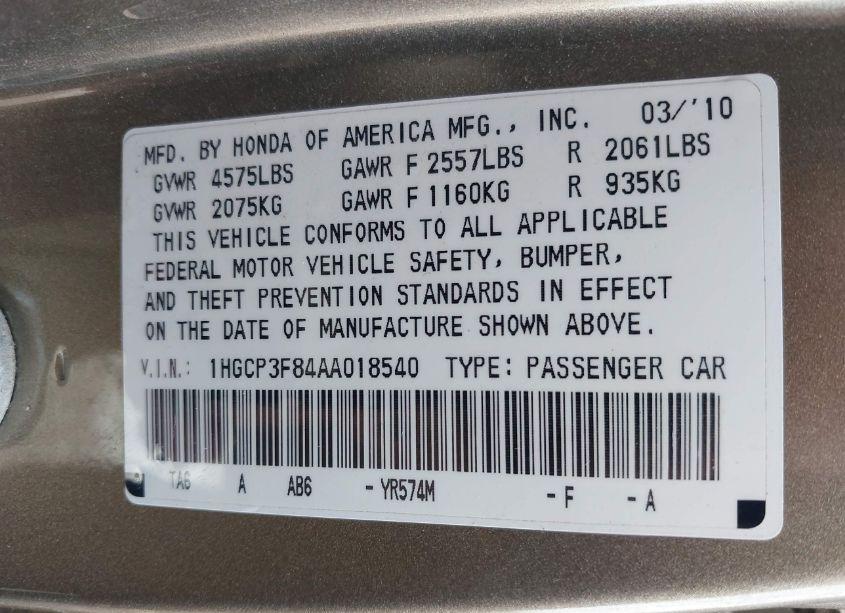 MFD. BY HONDA OF AMERICA MFG., INC. 03/'10
GVWR 4575LBS GAWR F 2557LBS R 2061LBS
GVWR 2075KG GAWR F 1160KG R 935KG
THIS VEHICLE CONFORMS TO ALL APPLICABLE
FEDERAL MOTOR VEHICLE SAFETY, BUMPER,
AND THEFT PREVENTION STANDARDS IN EFFECT
ON THE DATE OF MANUFACTURE SHOWN ABOVE.
V.I.N.: 1HGCP3F84AA018540 TYPE: PASSENGER CAR
TA6 A AB6 - YR574M - F - A